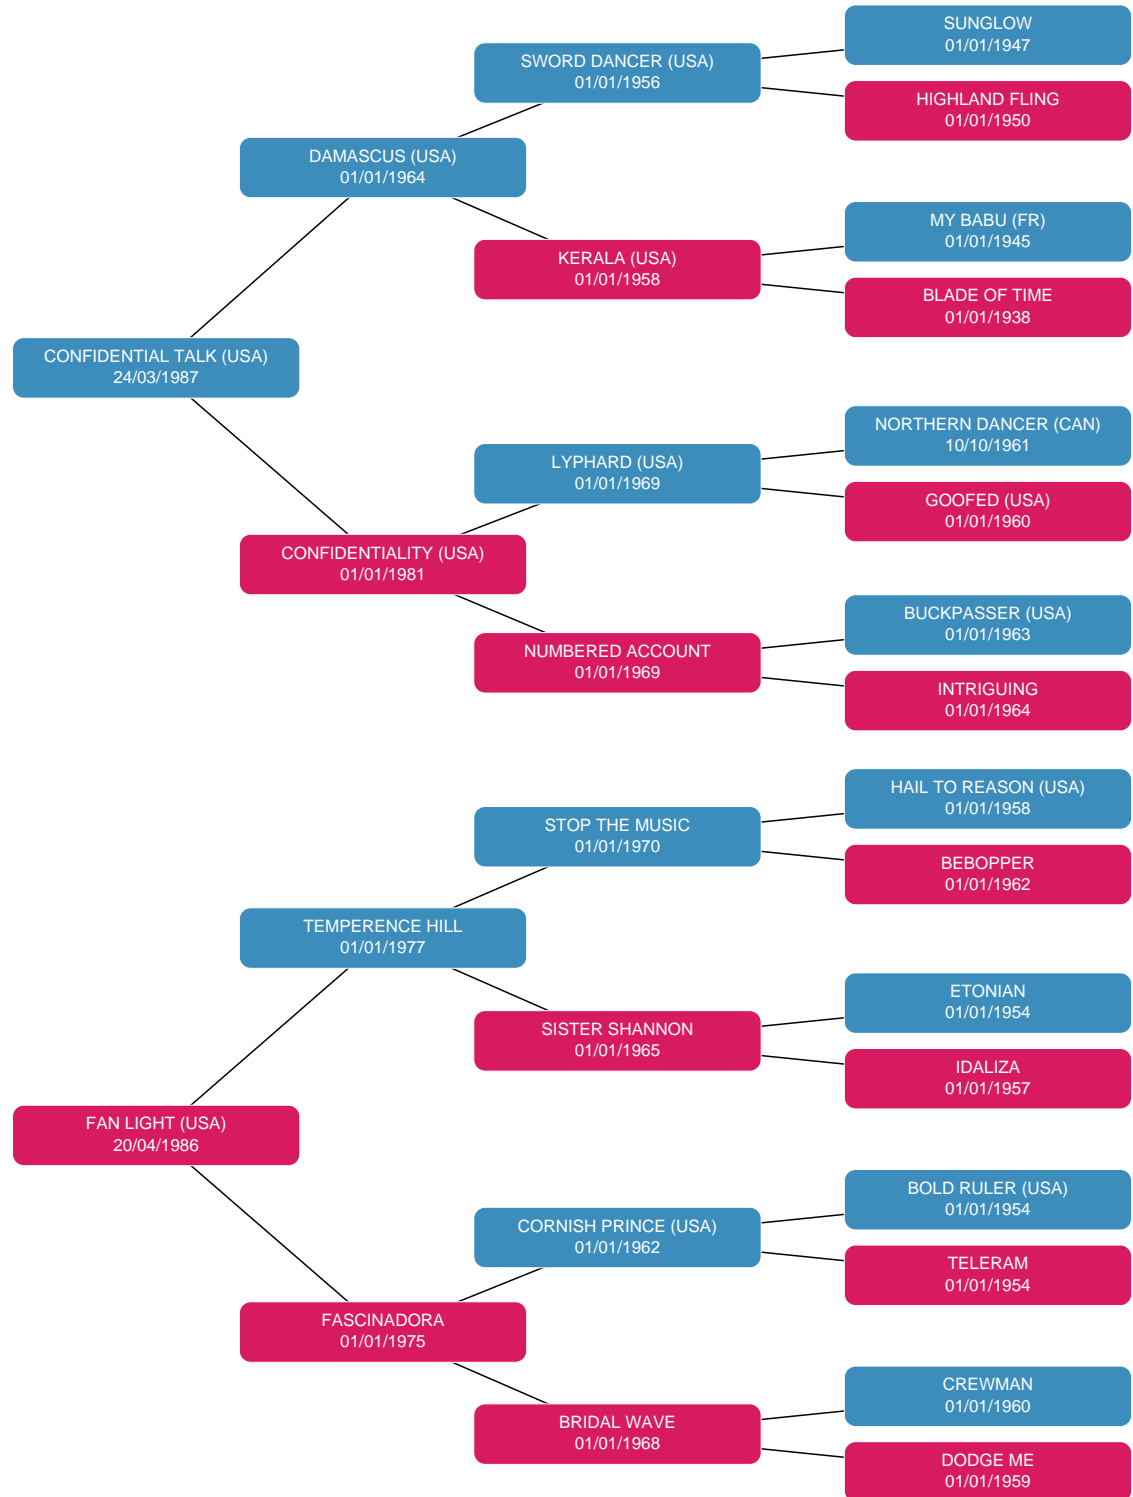 SUNGLOW
01/01/1947
SWORD DANCER (USA)
01/01/1956
HIGHLAND FLING
01/01/1950
DAMASCUS (USA)
01/01/1964
MY BABU (FR)
01/01/1945
KERALA (USA)
01/01/1958
BLADE OF TIME
01/01/1938
CONFIDENTIAL TALK (USA)
24/03/1987
NORTHERN DANCER (CAN)
10/10/1961
LYPHARD (USA)
01/01/1969
GOOFED (USA)
01/01/1960
CONFIDENTIALITY (USA)
01/01/1981
BUCKPASSER (USA)
01/01/1963
NUMBERED ACCOUNT
01/01/1969
INTRIGUING
01/01/1964
HAIL TO REASON (USA)
01/01/1958
STOP THE MUSIC
01/01/1970
BEBOPPER
01/01/1962
TEMPERENCE HILL
01/01/1977
ETONIAN
01/01/1954
SISTER SHANNON
01/01/1965
IDALIZA
01/01/1957
FAN LIGHT (USA)
20/04/1986
BOLD RULER (USA)
01/01/1954
CORNISH PRINCE (USA)
01/01/1962
TELERAM
01/01/1954
FASCINADORA
01/01/1975
CREWMAN
01/01/1960
BRIDAL WAVE
01/01/1968
DODGE ME
01/01/1959